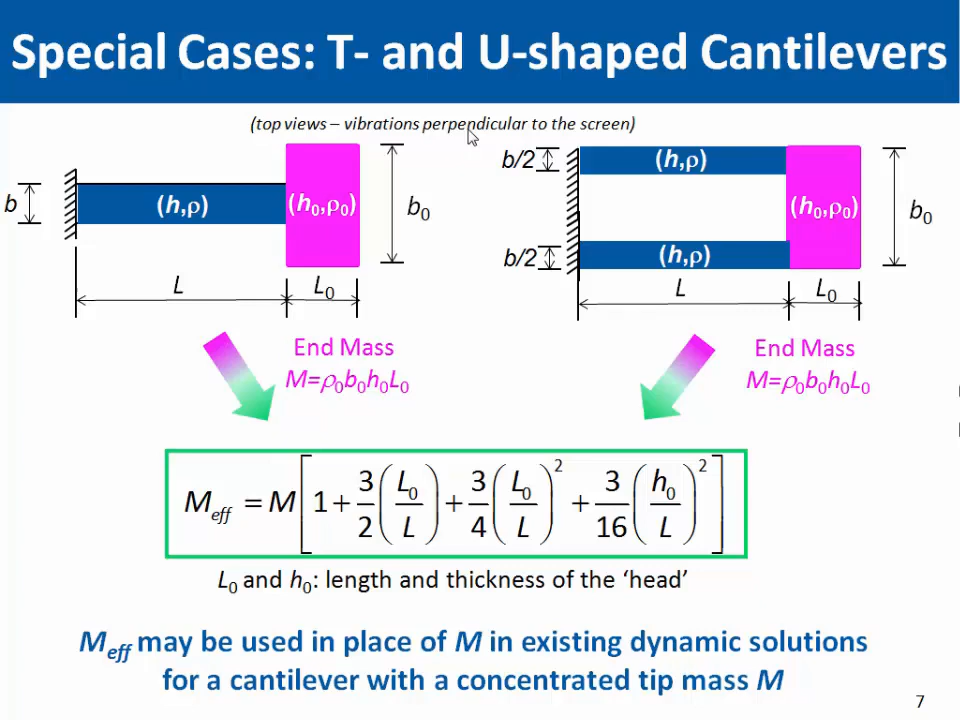 Special Cases: T- and U-shaped Cantilevers
(top views – vibrations perpendicular to the screen)
b
(h,ρ)
(h₀,ρ₀)
b₀
L
L₀
End Mass
M=ρ₀b₀h₀L₀
b/2
(h,ρ)
(h₀,ρ₀)
b₀
b/2
(h,ρ)
L
L₀
End Mass
M=ρ₀b₀h₀L₀
M_eff = M [ 1 + 3/2 (L₀/L) + 3/4 (L₀/L)² + 3/16 (h₀/L)² ]
L₀ and h₀: length and thickness of the ‘head’
M_eff may be used in place of M in existing dynamic solutions
for a cantilever with a concentrated tip mass M
7